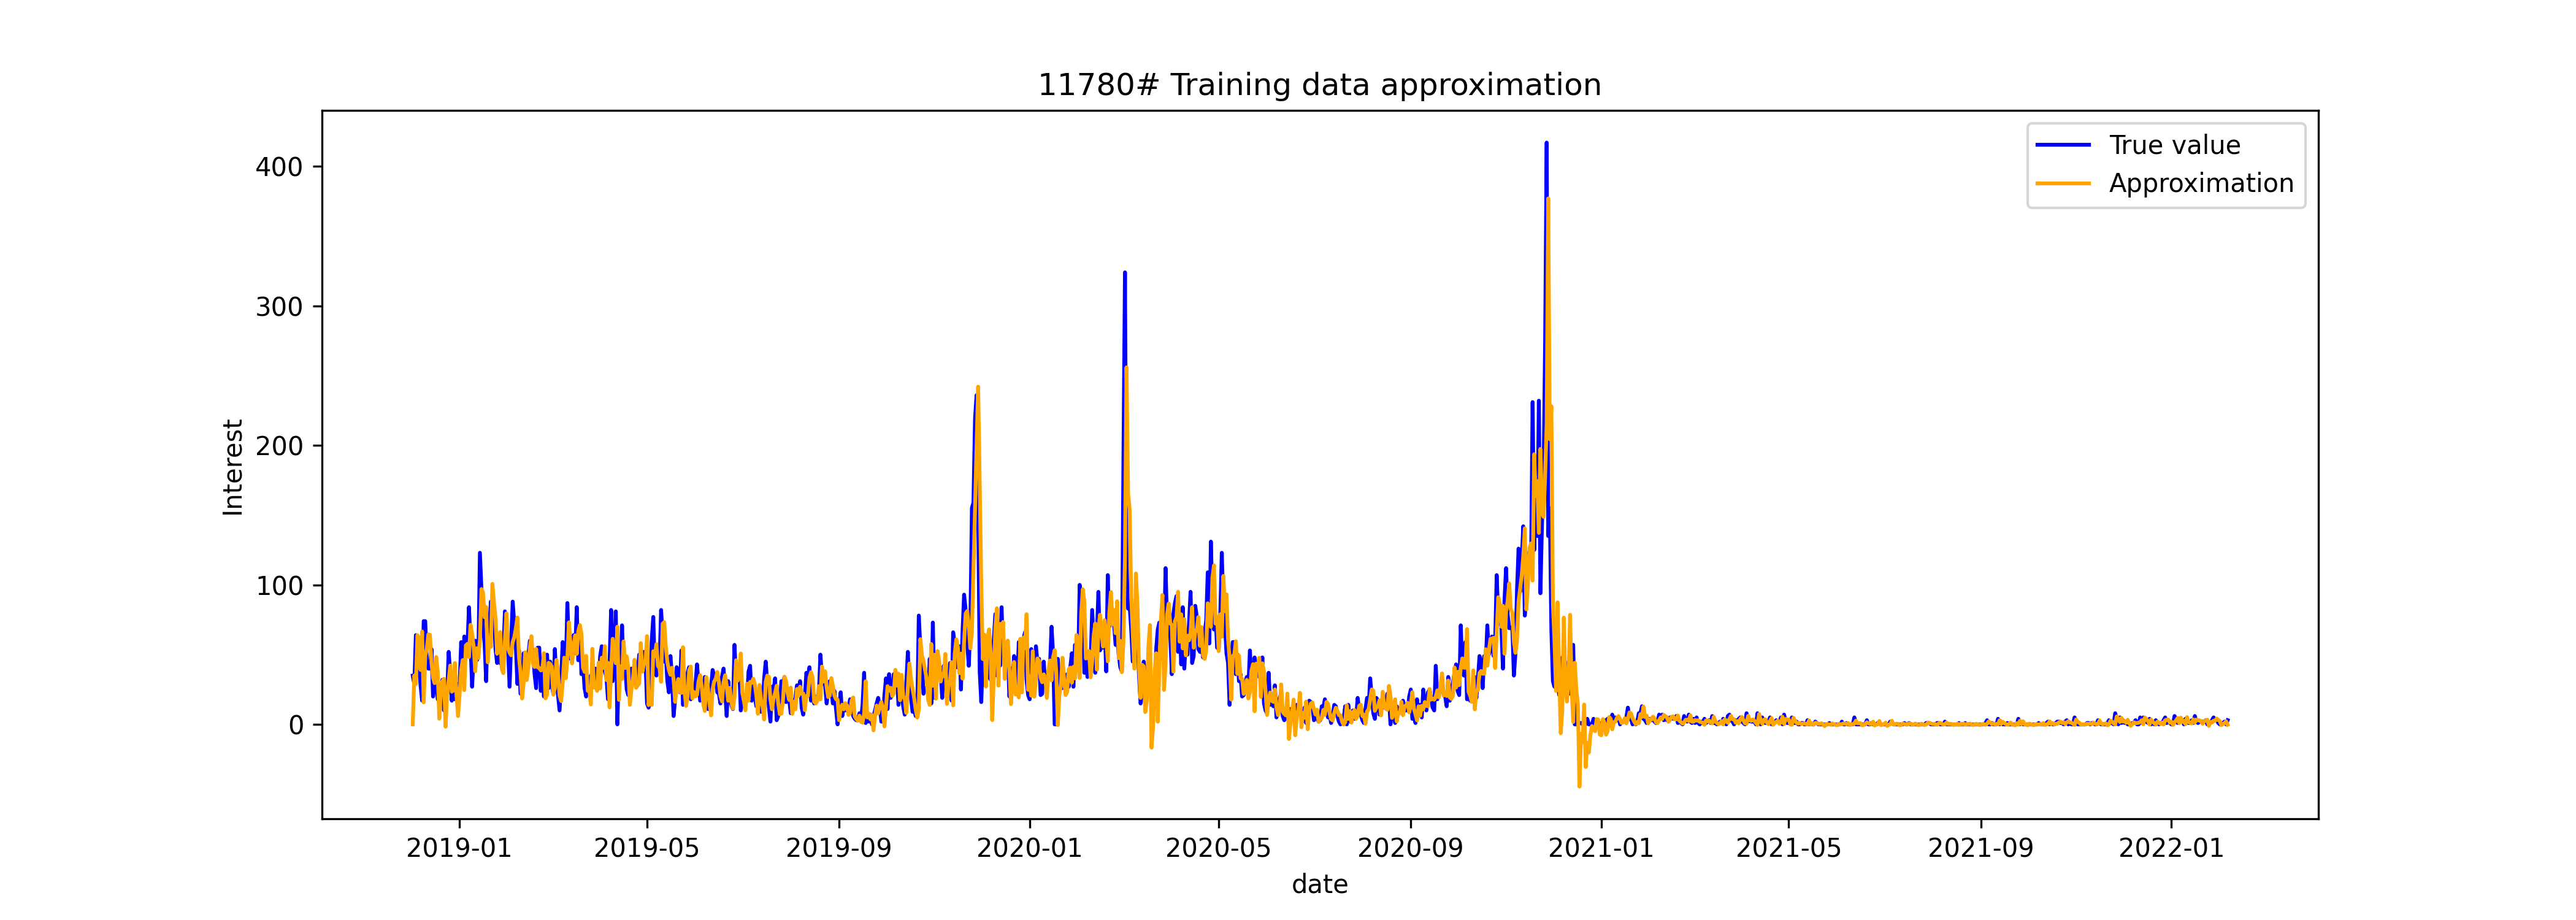 11780# Training data approximation
True value
Approximation
Interest
400
300
200
100
0
2019-01 2019-05 2019-09 2020-01 2020-05 2020-09 2021-01 2021-05 2021-09 2022-01
date